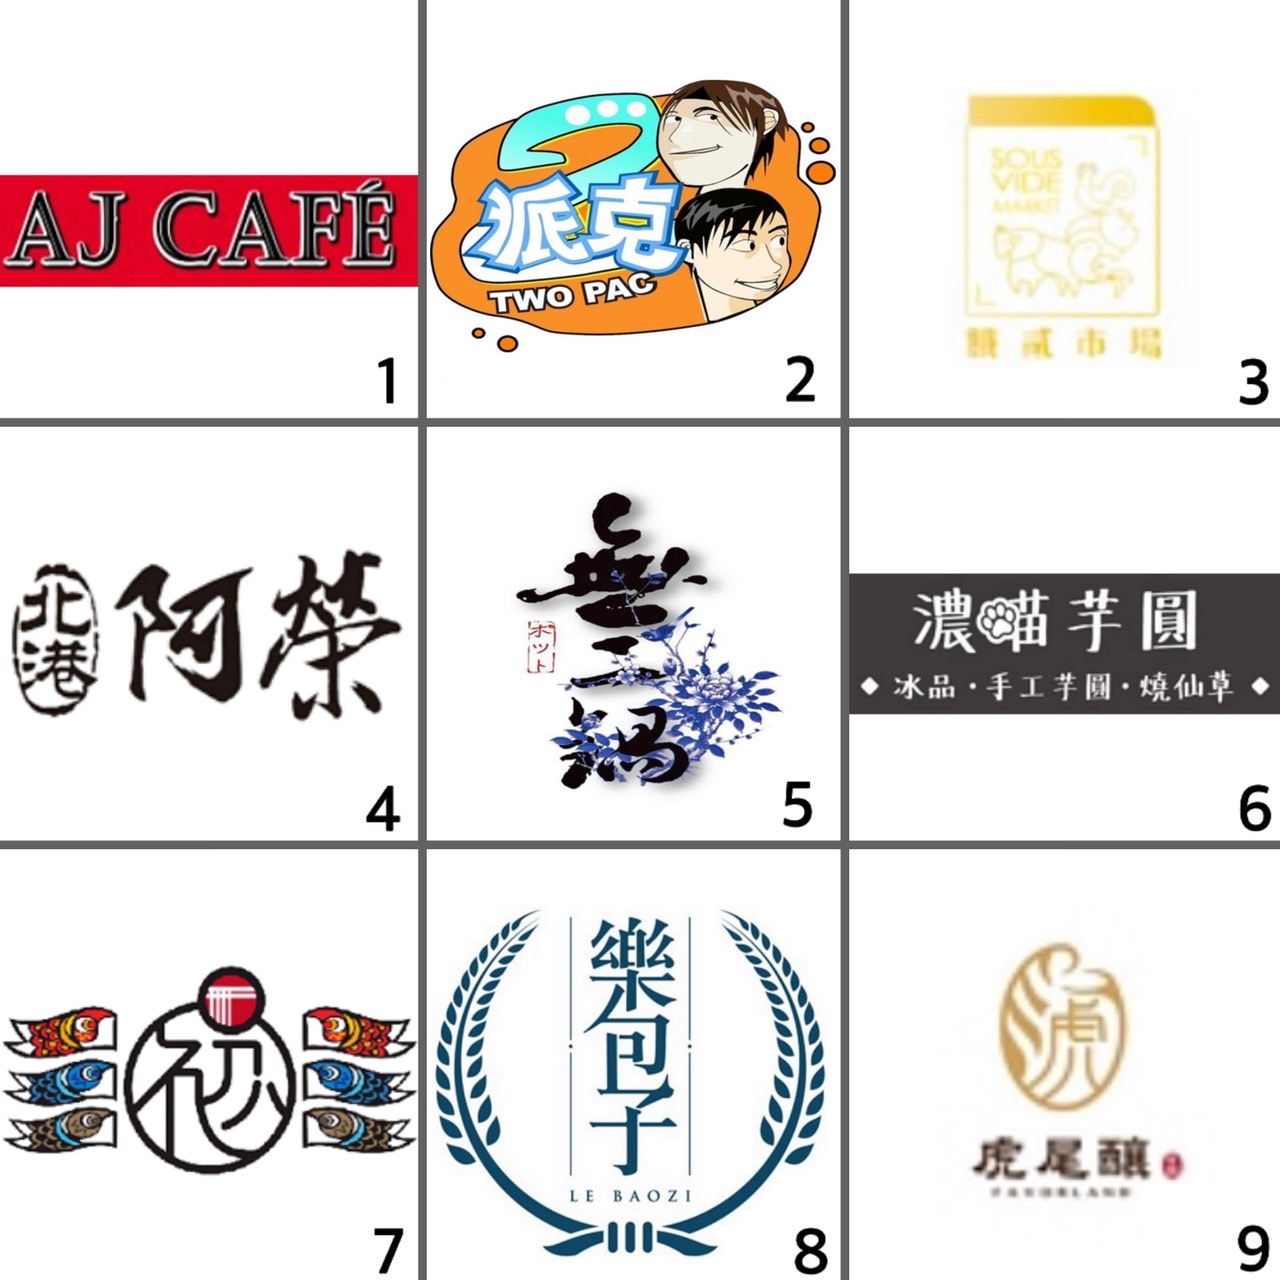 AJ CAFÉ
1
2
派克
TWO PAC
2
SOUS
VIDE
MARKET
餓貳市場
3
北港
阿榮
4
無二鍋
ホット
5
濃喵芋圓
◆ 冰品・手工芋圓・燒仙草 ◆
6
初
7
樂包子
LE BAOZI
8
虎
虎尾釀
FAVORLAND
9